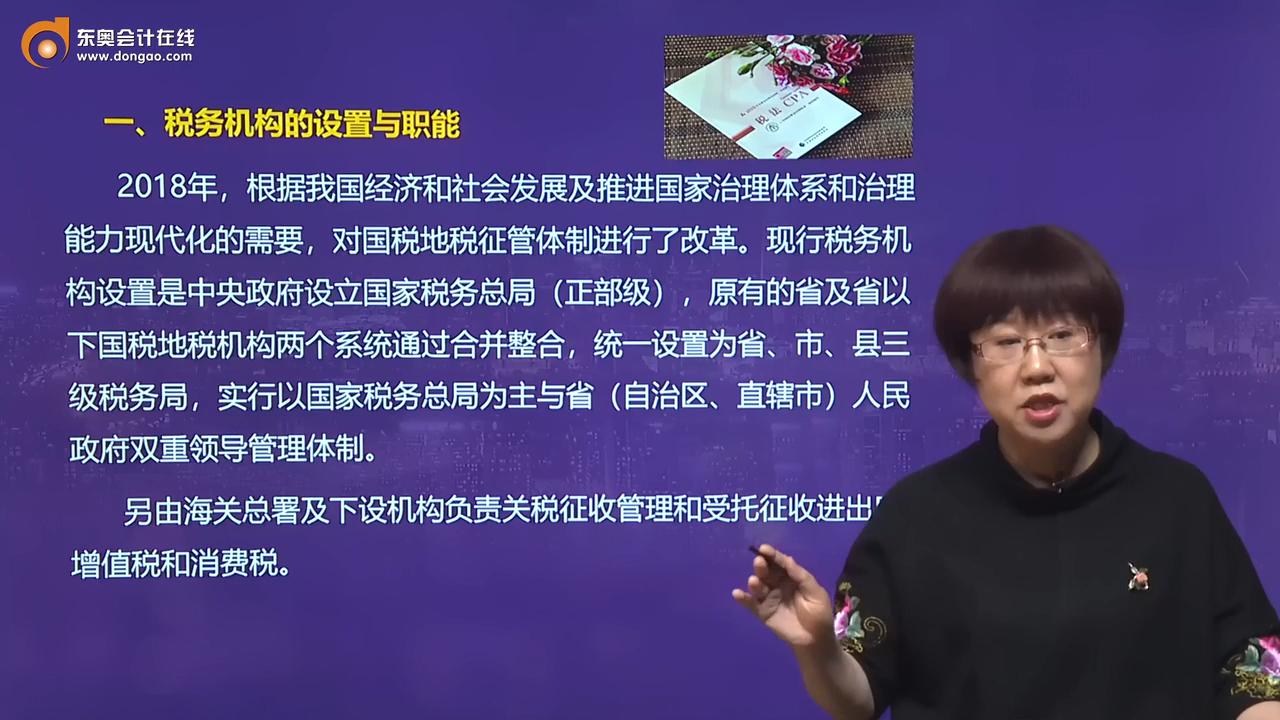 东奥会计在线
www.dongao.com
税法 CPA
一、税务机构的设置与职能
2018年，根据我国经济和社会发展及推进国家治理体系和治理
能力现代化的需要，对国税地税征管体制进行了改革。现行税务机
构设置是中央政府设立国家税务总局（正部级），原有的省及省以
下国税地税机构两个系统通过合并整合，统一设置为省、市、县三
级税务局，实行以国家税务总局为主与省（自治区、直辖市）人民
政府双重领导管理体制。
另由海关总署及下设机构负责关税征收管理和受托征收进出
增值税和消费税。